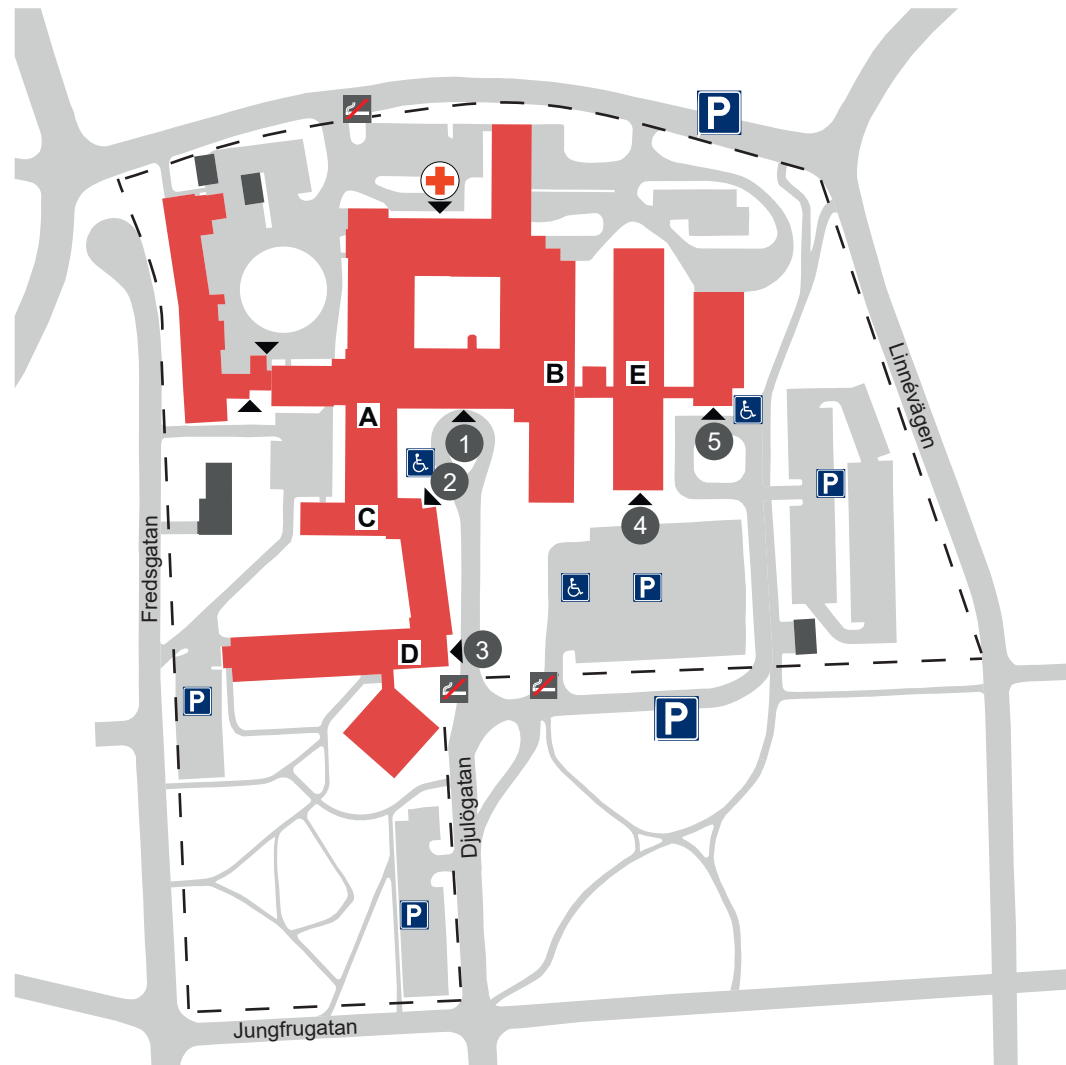 P
Linnévägen
B
E
A
1
5
2
P
C
4
Fredsgatan
P
D
3
P
P
Djulögatan
P
Jungfrugatan